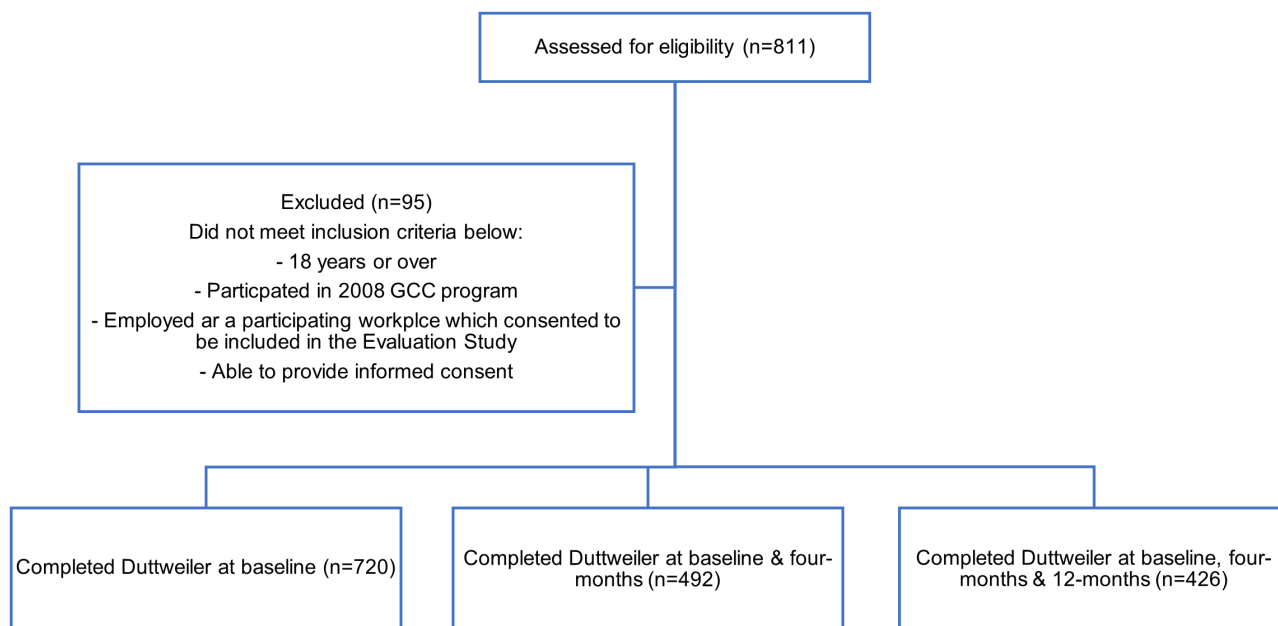 Assessed for eligibility (n=811)
Excluded (n=95)
Did not meet inclusion criteria below:
- 18 years or over
- Particpated in 2008 GCC program
- Employed ar a participating workplce which consented to
be included in the Evaluation Study
- Able to provide informed consent
Completed Duttweiler at baseline (n=720)
Completed Duttweiler at baseline & four-
months (n=492)
Completed Duttweiler at baseline, four-
months & 12-months (n=426)